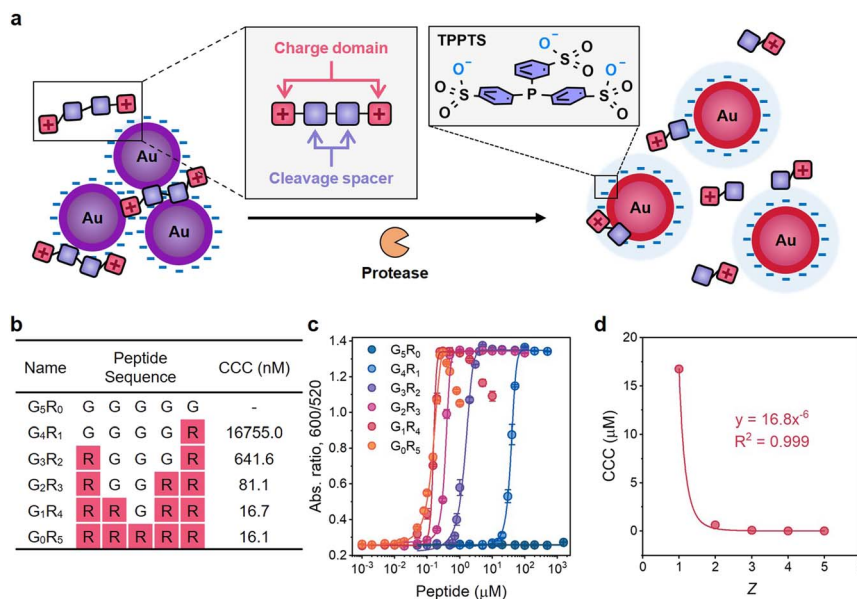 a
Charge domain
Cleavage spacer
TPPTS
O⁻
O⁻
O⁻
S
O
O
O
S
O
P
S
O
O
Au
Au
Au
Protease
Au
Au
Au
b
Name Peptide Sequence CCC (nM)
G₅R₀ G G G G G -
G₄R₁ G G G G R 16755.0
G₃R₂ R G G G R 641.6
G₂R₃ R G G R R 81.1
G₁R₄ R R G R R 16.7
G₀R₅ R R R R R 16.1
c
Abs. ratio, 600/520
1.4
1.2
1.0
0.8
0.6
0.4
0.2
G₅R₀
G₄R₁
G₃R₂
G₂R₃
G₁R₄
G₀R₅
10⁻³ 10⁻² 10⁻¹ 10⁰ 10¹ 10² 10³
Peptide (μM)
d
CCC (μM)
20
15
10
5
0
y = 16.8x⁻⁶
R² = 0.999
0 1 2 3 4 5
Z